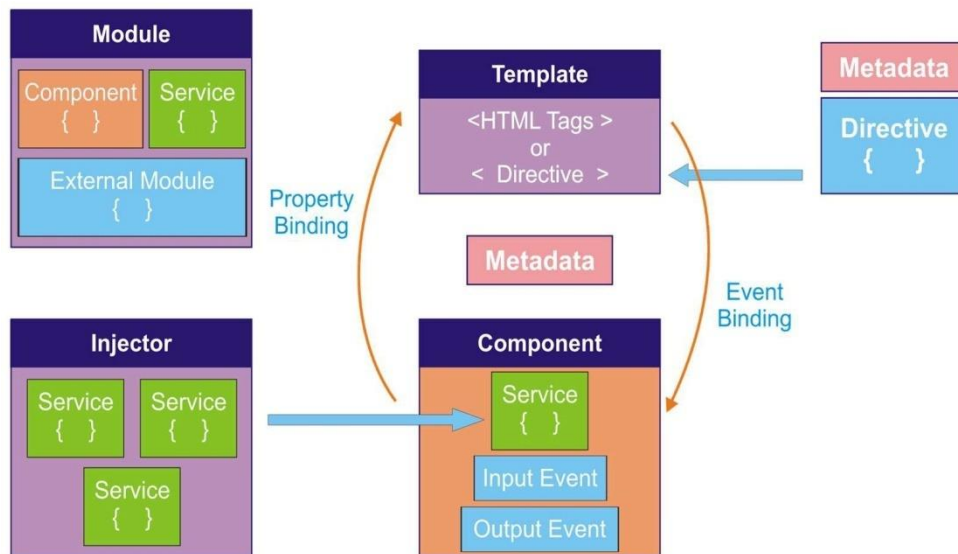 Module
Component
{ }
Service
{ }
External Module
{ }
Template
<HTML Tags >
or
< Directive >
Metadata
Directive
{ }
Property
Binding
Metadata
Event
Binding
Injector
Service
{ }
Service
{ }
Service
{ }
Component
Service
{ }
Input Event
Output Event